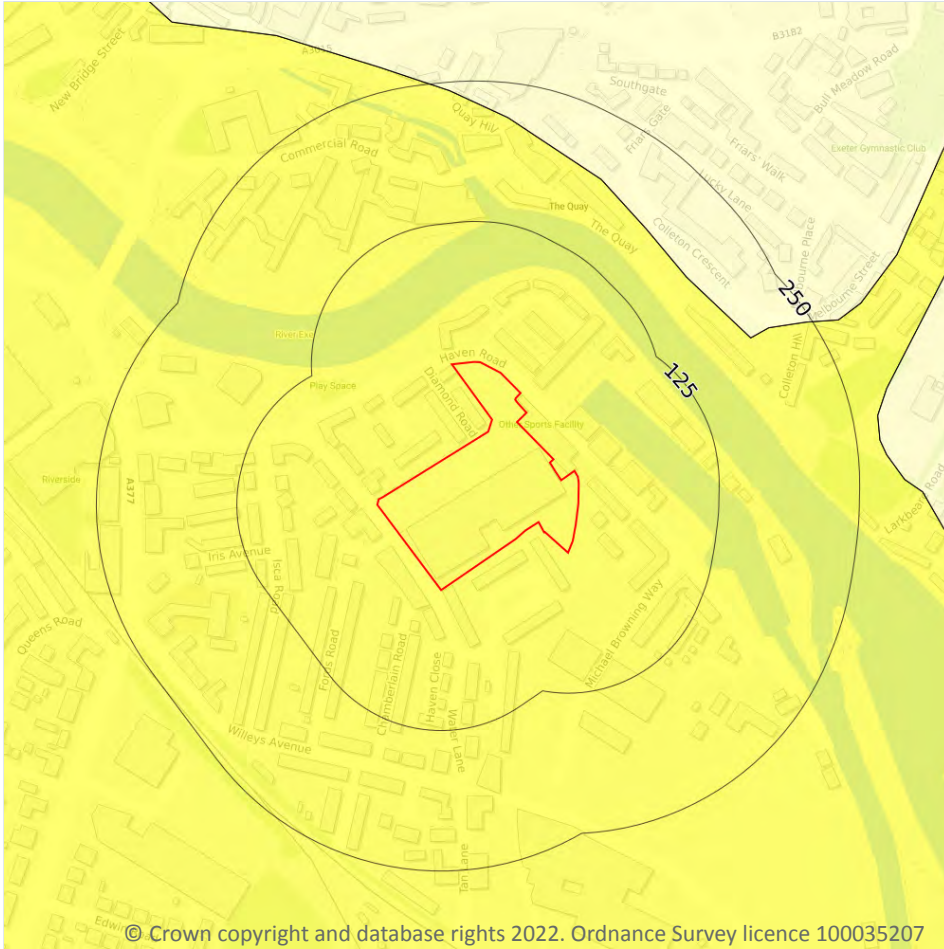 B3182
A3015
New Bridge Street
Southgate
Bull Meadow Road
Quay Hill
Friars Gate
Commercial Road
Friars' Walk
Exeter Gymnastic Club
Lucky Lane
The Quay
The Quay
Colleton Crescent
Melbourne Street
250
River Exe
Haven Road
Colleton Hill
125
Play Space
Diamond Road
Other Sports Facility
Riverside
A377
Larkbeare Road
Iris Avenue
Isca Road
Michael Browning Way
Queens Road
Fords Road
Chamberlain Road
Haven Close
Water Lane
Willeys Avenue
Tan Lane
© Crown copyright and database rights 2022. Ordnance Survey licence 100035207